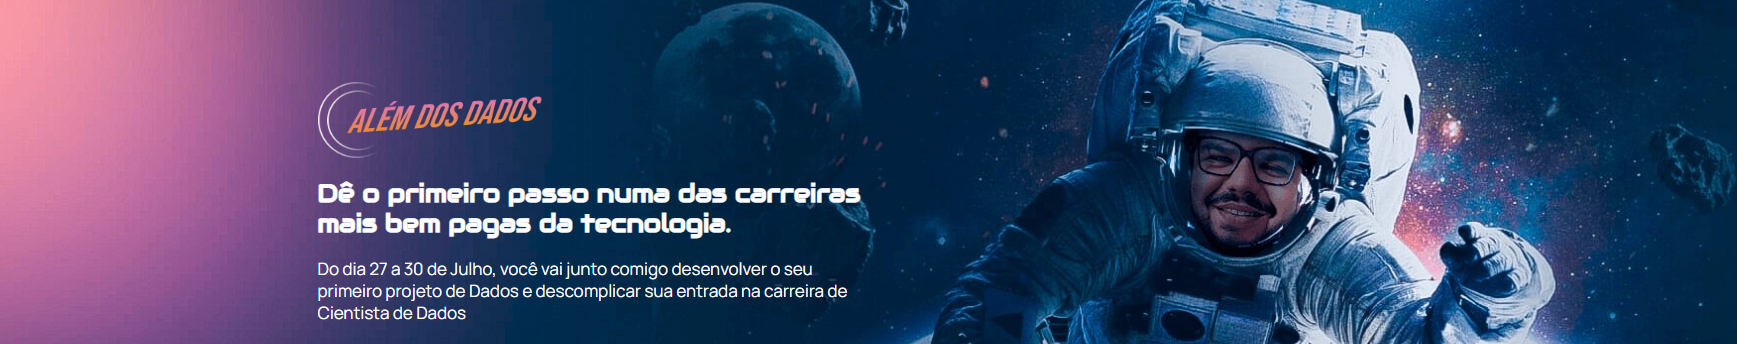 ALÉM DOS DADOS
Dê o primeiro passo numa das carreiras
mais bem pagas da tecnologia.
Do dia 27 a 30 de Julho, você vai junto comigo desenvolver o seu
primeiro projeto de Dados e descomplicar sua entrada na carreira de
Cientista de Dados